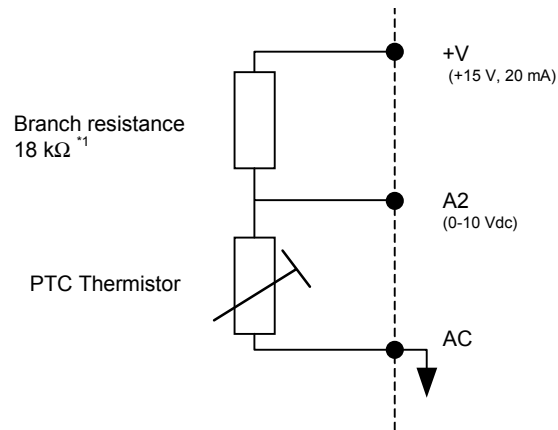 +V
(+15 V, 20 mA)
Branch resistance
18 kΩ *1
A2
(0-10 Vdc)
PTC Thermistor
AC